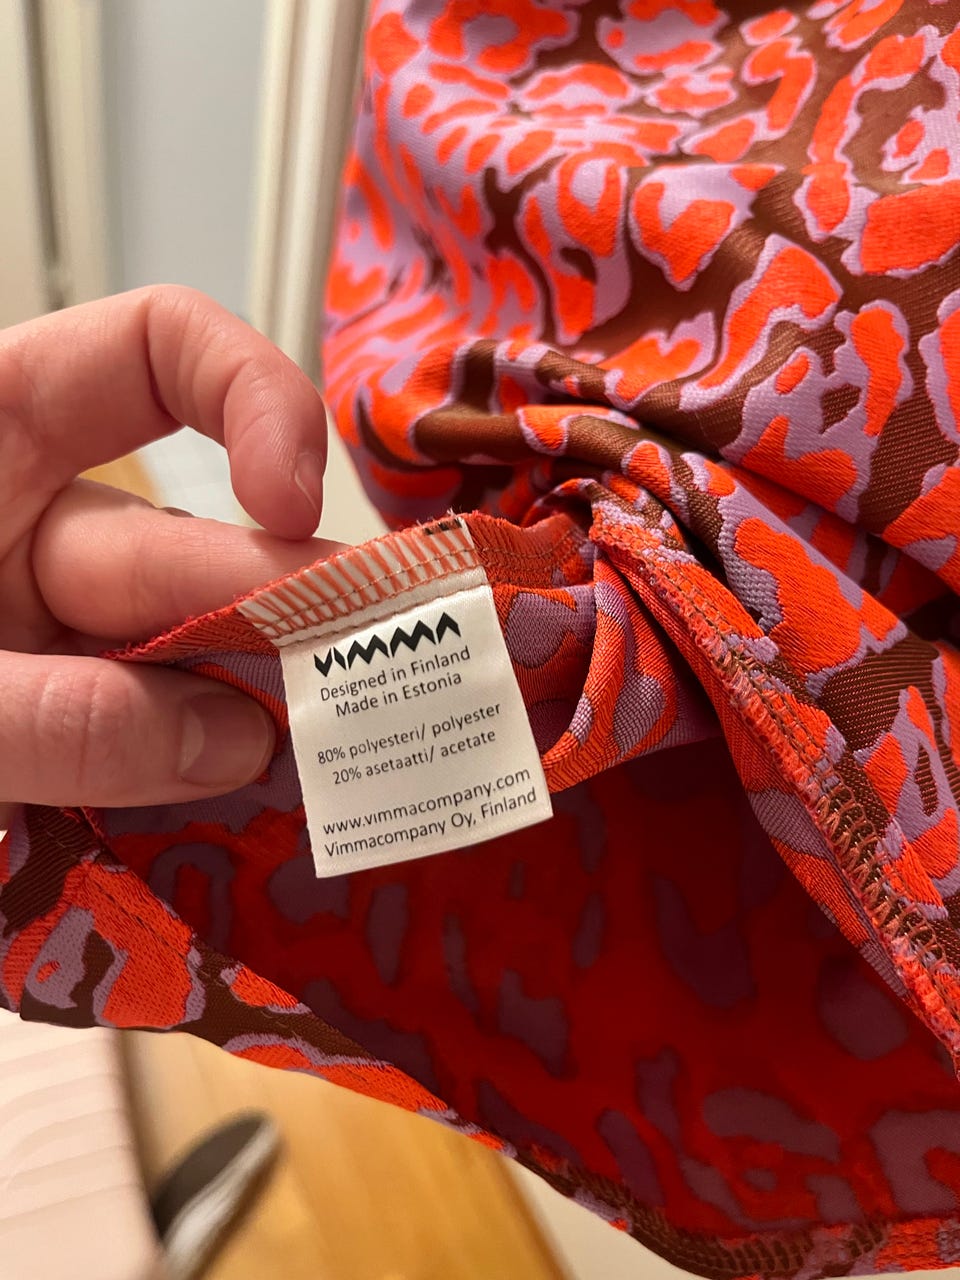 VIMMA
Designed in Finland
Made in Estonia
80% polyesteri/ polyester
20% asetaatti/ acetate
www.vimmacompany.com
Vimmacompany Oy, Finland